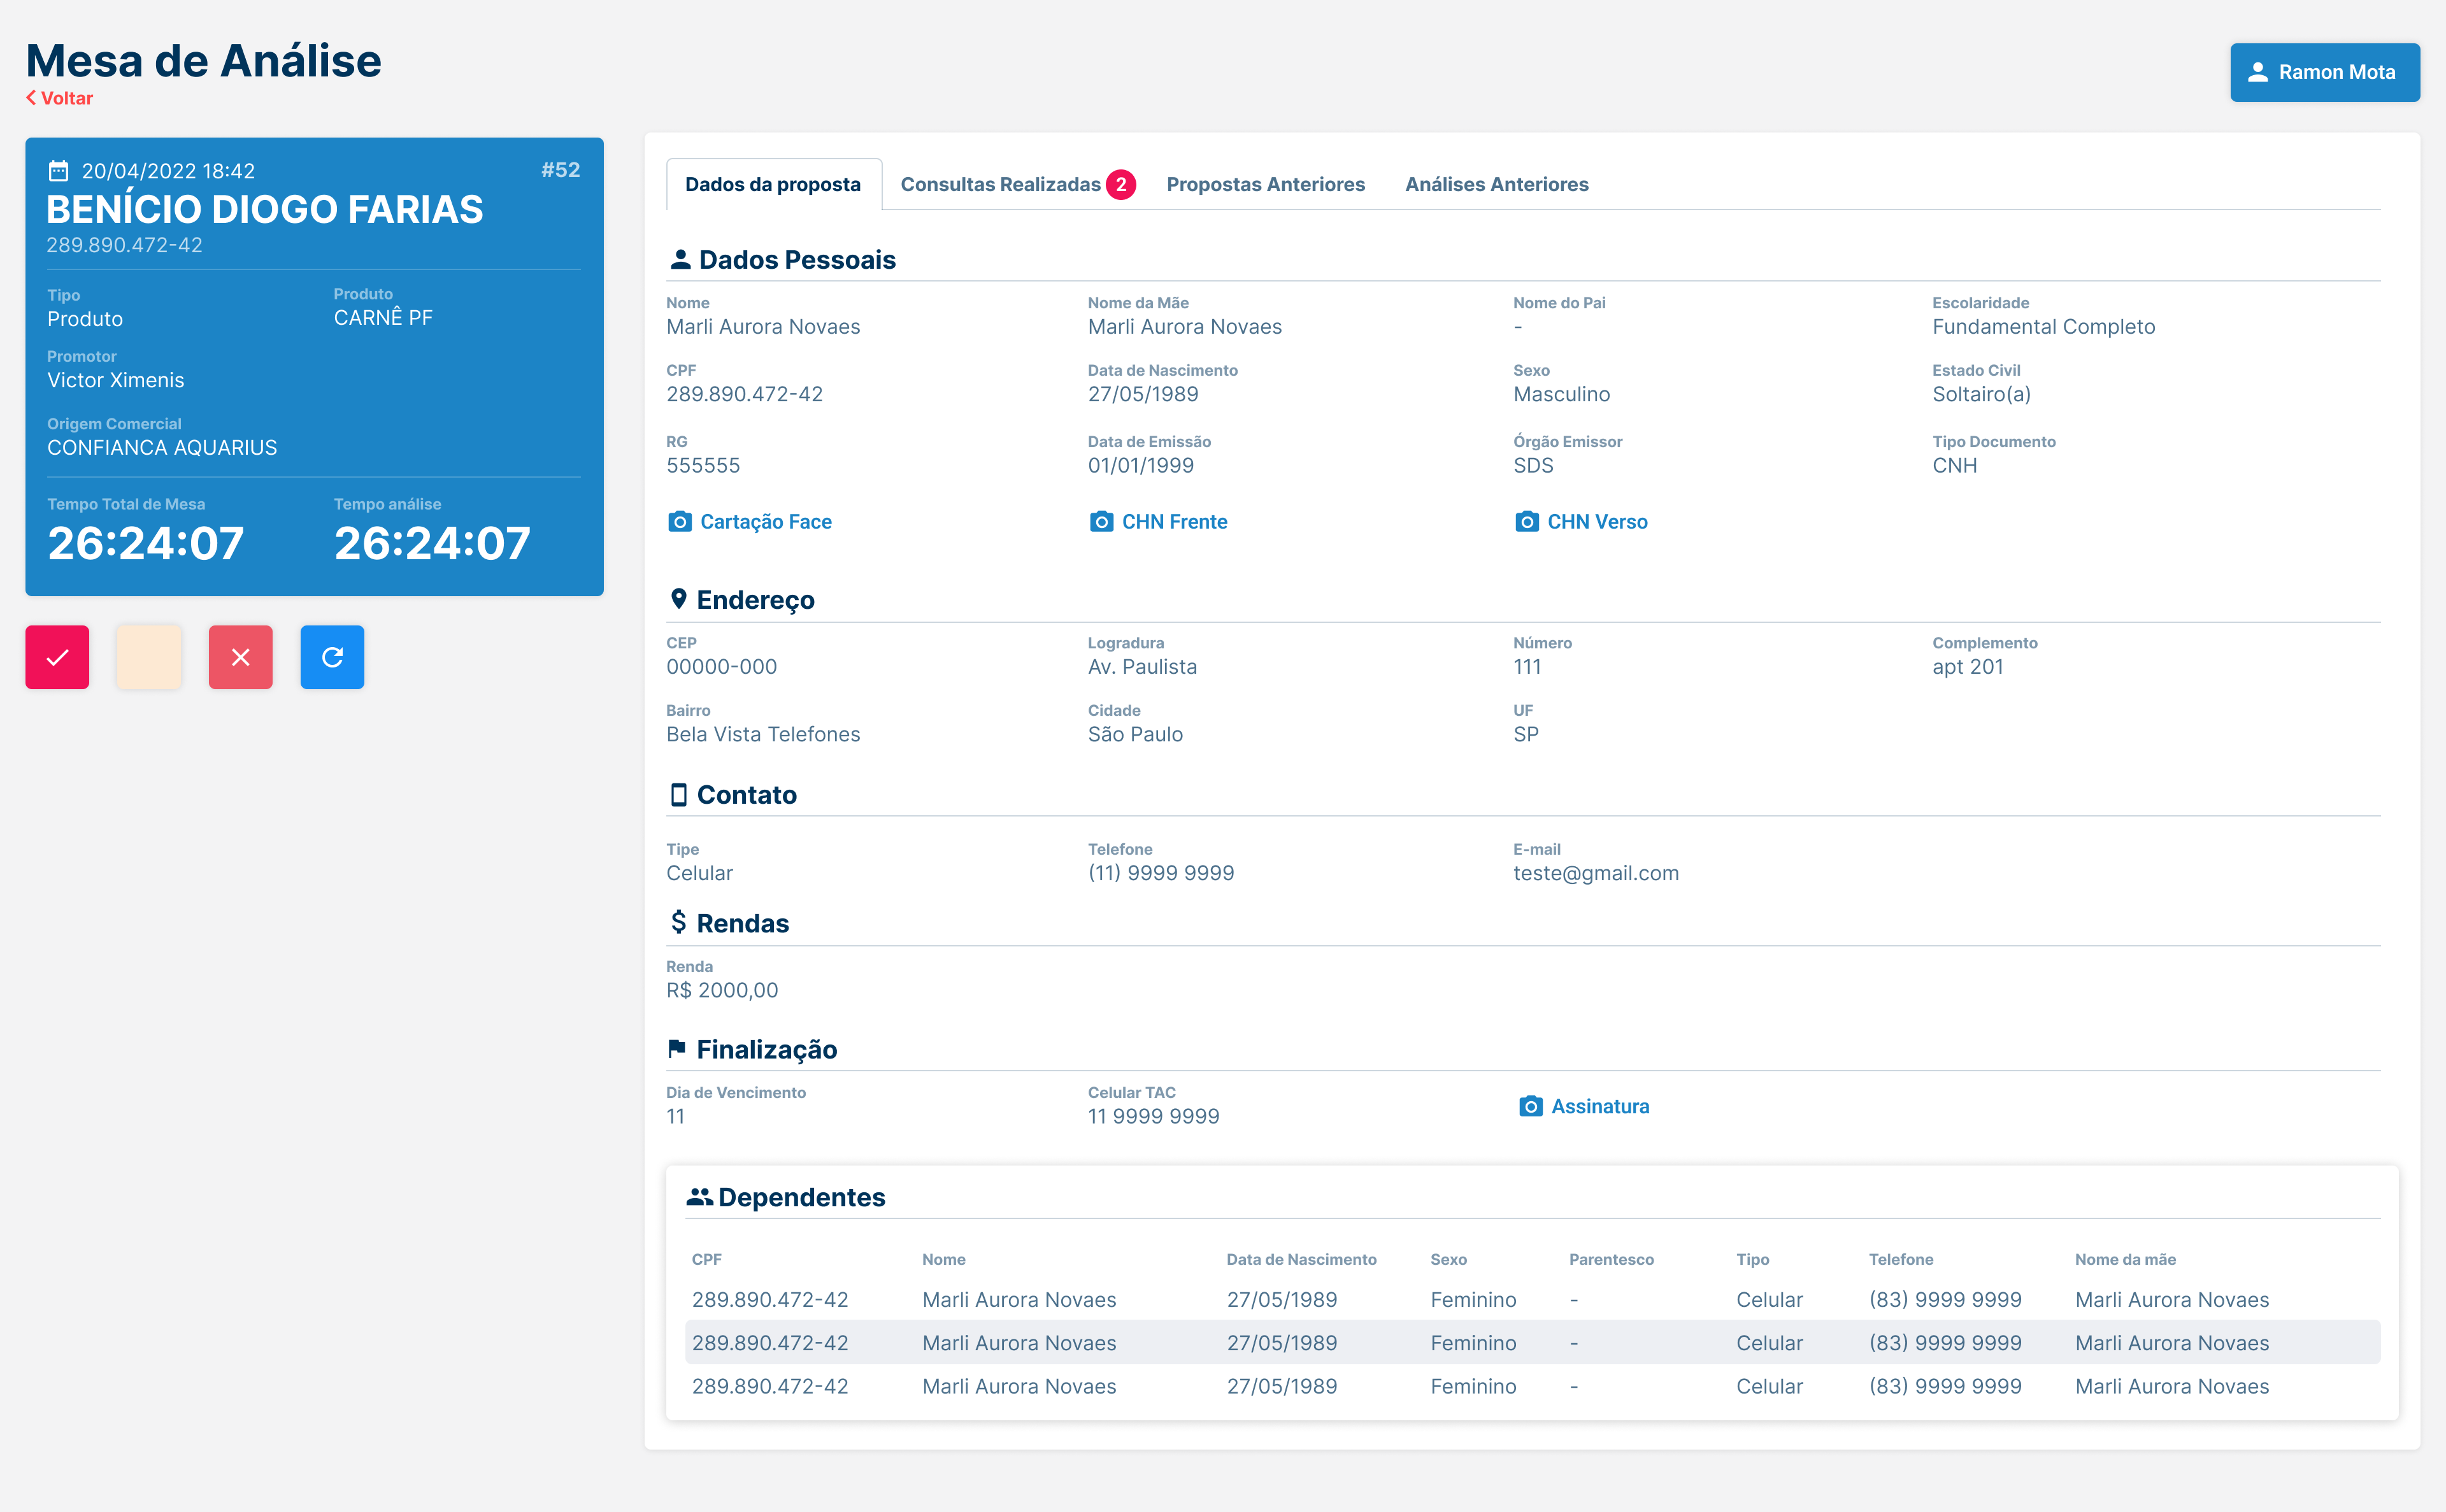 Mesa de Análise
Voltar
Ramon Mota
20/04/2022 18:42 #52
BENÍCIO DIOGO FARIAS
289.890.472-42
Tipo Produto
Produto CARNÊ PF
Promotor
Victor Ximenis
Origem Comercial
CONFIANCA AQUARIUS
Tempo Total de Mesa Tempo análise
26:24:07 26:24:07
Dados da proposta Consultas Realizadas 2 Propostas Anteriores Análises Anteriores
Dados Pessoais
Nome Nome da Mãe Nome do Pai Escolaridade
Marli Aurora Novaes Marli Aurora Novaes - Fundamental Completo
CPF Data de Nascimento Sexo Estado Civil
289.890.472-42 27/05/1989 Masculino Soltairo(a)
RG Data de Emissão Órgão Emissor Tipo Documento
555555 01/01/1999 SDS CNH
Cartação Face CHN Frente CHN Verso
Endereço
CEP Logradura Número Complemento
00000-000 Av. Paulista 111 apt 201
Bairro Cidade UF
Bela Vista Telefones São Paulo SP
Contato
Tipe Telefone E-mail
Celular (11) 9999 9999 teste@gmail.com
Rendas
Renda
R$ 2000,00
Finalização
Dia de Vencimento Celular TAC
11 11 9999 9999 Assinatura
Dependentes
CPF Nome Data de Nascimento Sexo Parentesco Tipo Telefone Nome da mãe
289.890.472-42 Marli Aurora Novaes 27/05/1989 Feminino - Celular (83) 9999 9999 Marli Aurora Novaes
289.890.472-42 Marli Aurora Novaes 27/05/1989 Feminino - Celular (83) 9999 9999 Marli Aurora Novaes
289.890.472-42 Marli Aurora Novaes 27/05/1989 Feminino - Celular (83) 9999 9999 Marli Aurora Novaes